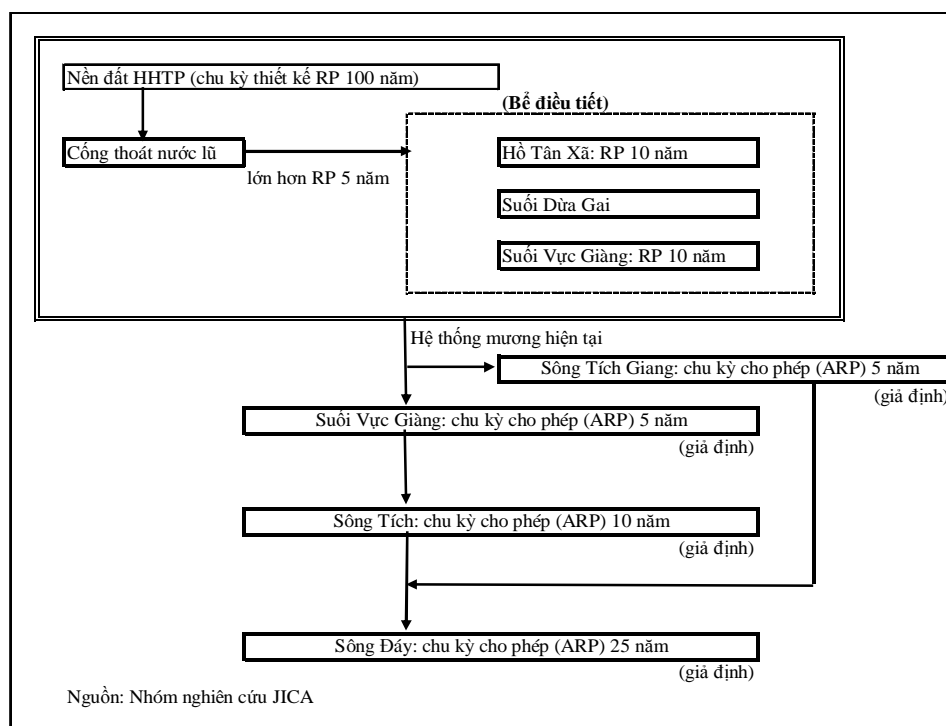 Nền đất HHTP (chu kỳ thiết kế RP 100 năm)
(Bể điều tiết)
Cống thoát nước lũ
lớn hơn RP 5 năm
Hồ Tân Xã: RP 10 năm
Suối Dừa Gai
Suối Vực Giàng: RP 10 năm
Hệ thống mương hiện tại
Sông Tích Giang: chu kỳ cho phép (ARP) 5 năm
(giả định)
Suối Vực Giàng: chu kỳ cho phép (ARP) 5 năm
(giả định)
Sông Tích: chu kỳ cho phép (ARP) 10 năm
(giả định)
Sông Đáy: chu kỳ cho phép (ARP) 25 năm
(giả định)
Nguồn: Nhóm nghiên cứu JICA